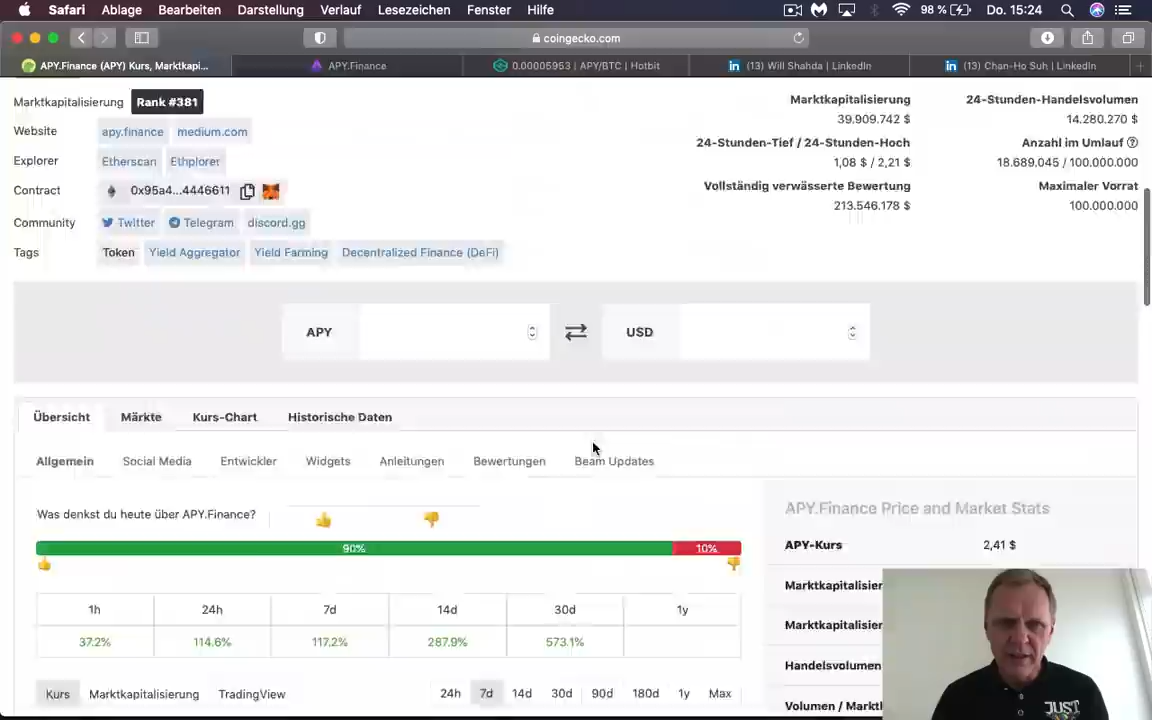 Safari Ablage Bearbeiten Darstellung Verlauf Lesezeichen Fenster Hilfe 98 % Do. 15:24
coingecko.com
APY.Finance (APY) Kurs, Marktkapi... APY.Finance 0.00005953 | APY/BTC | Hotbit (13) Will Shahda | LinkedIn (13) Chan-Ho Suh | LinkedIn
Marktkapitalisierung Rank #381
Marktkapitalisierung 24-Stunden-Handelsvolumen
39.909.742 $ 14.280.270 $
Website apy.finance medium.com
24-Stunden-Tief / 24-Stunden-Hoch Anzahl im Umlauf
Explorer Etherscan Ethplorer
1,08 $ / 2,21 $ 18.689.045 / 100.000.000
Contract 0x95a4...4446611
Vollständig verwässerte Bewertung Maximaler Vorrat
213.546.178 $ 100.000.000
Community Twitter Telegram discord.gg
Tags Token Yield Aggregator Yield Farming Decentralized Finance (DeFi)
APY USD
Übersicht Märkte Kurs-Chart Historische Daten
Allgemein Social Media Entwickler Widgets Anleitungen Bewertungen Beam Updates
Was denkst du heute über APY.Finance?
90% 10%
1h 24h 7d 14d 30d 1y
37.2% 114.6% 117.2% 287.9% 573.1%
Kurs Marktkapitalisierung TradingView 24h 7d 14d 30d 90d 180d 1y Max
APY.Finance Price and Market Stats
APY-Kurs 2,41 $
Marktkapitalisier
Marktkapitalisier
Handelsvolumen
Volumen / Markt
JUST